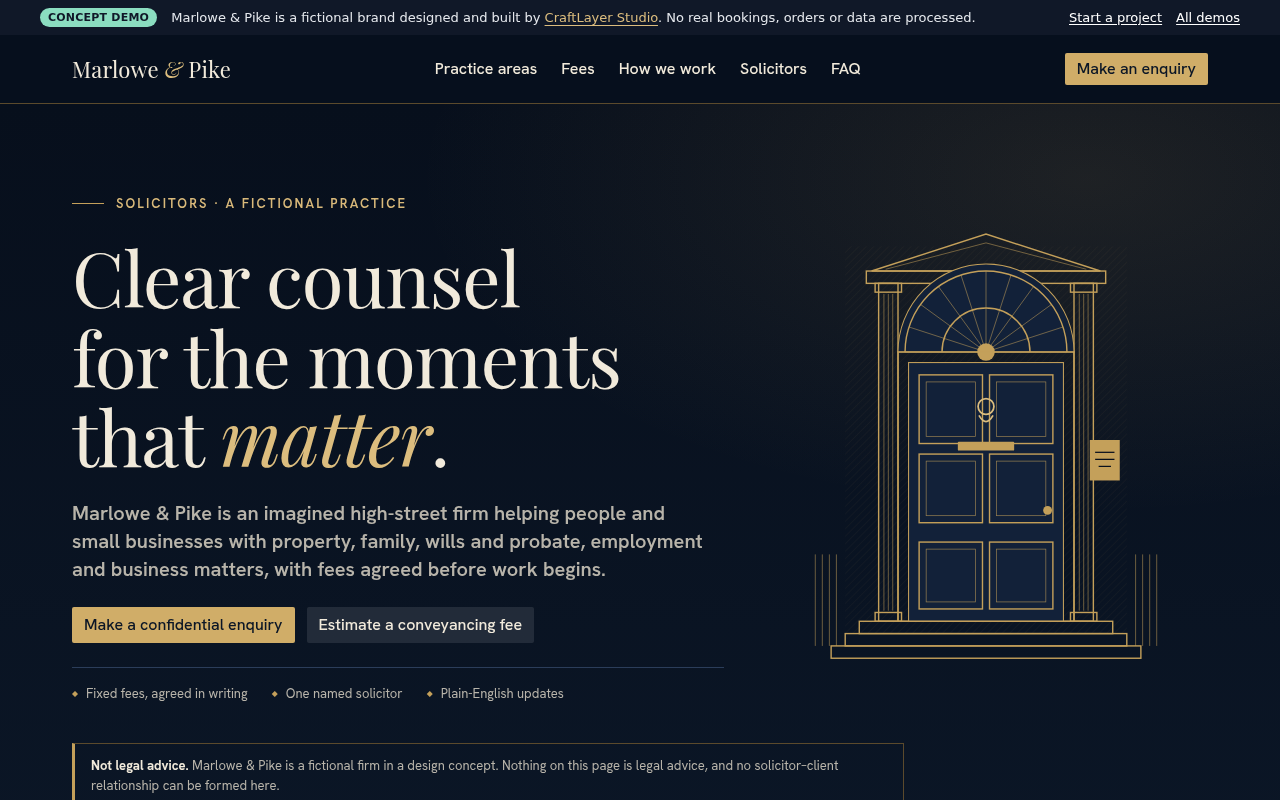 CONCEPT DEMO Marlowe & Pike is a fictional brand designed and built by CraftLayer Studio. No real bookings, orders or data are processed. Start a project All demos
Marlowe & Pike Practice areas Fees How we work Solicitors FAQ Make an enquiry
SOLICITORS · A FICTIONAL PRACTICE
Clear counsel
for the moments
that matter.
Marlowe & Pike is an imagined high-street firm helping people and
small businesses with property, family, wills and probate, employment
and business matters, with fees agreed before work begins.
Make a confidential enquiry Estimate a conveyancing fee
Fixed fees, agreed in writing One named solicitor Plain-English updates
Not legal advice. Marlowe & Pike is a fictional firm in a design concept. Nothing on this page is legal advice, and no solicitor–client
relationship can be formed here.